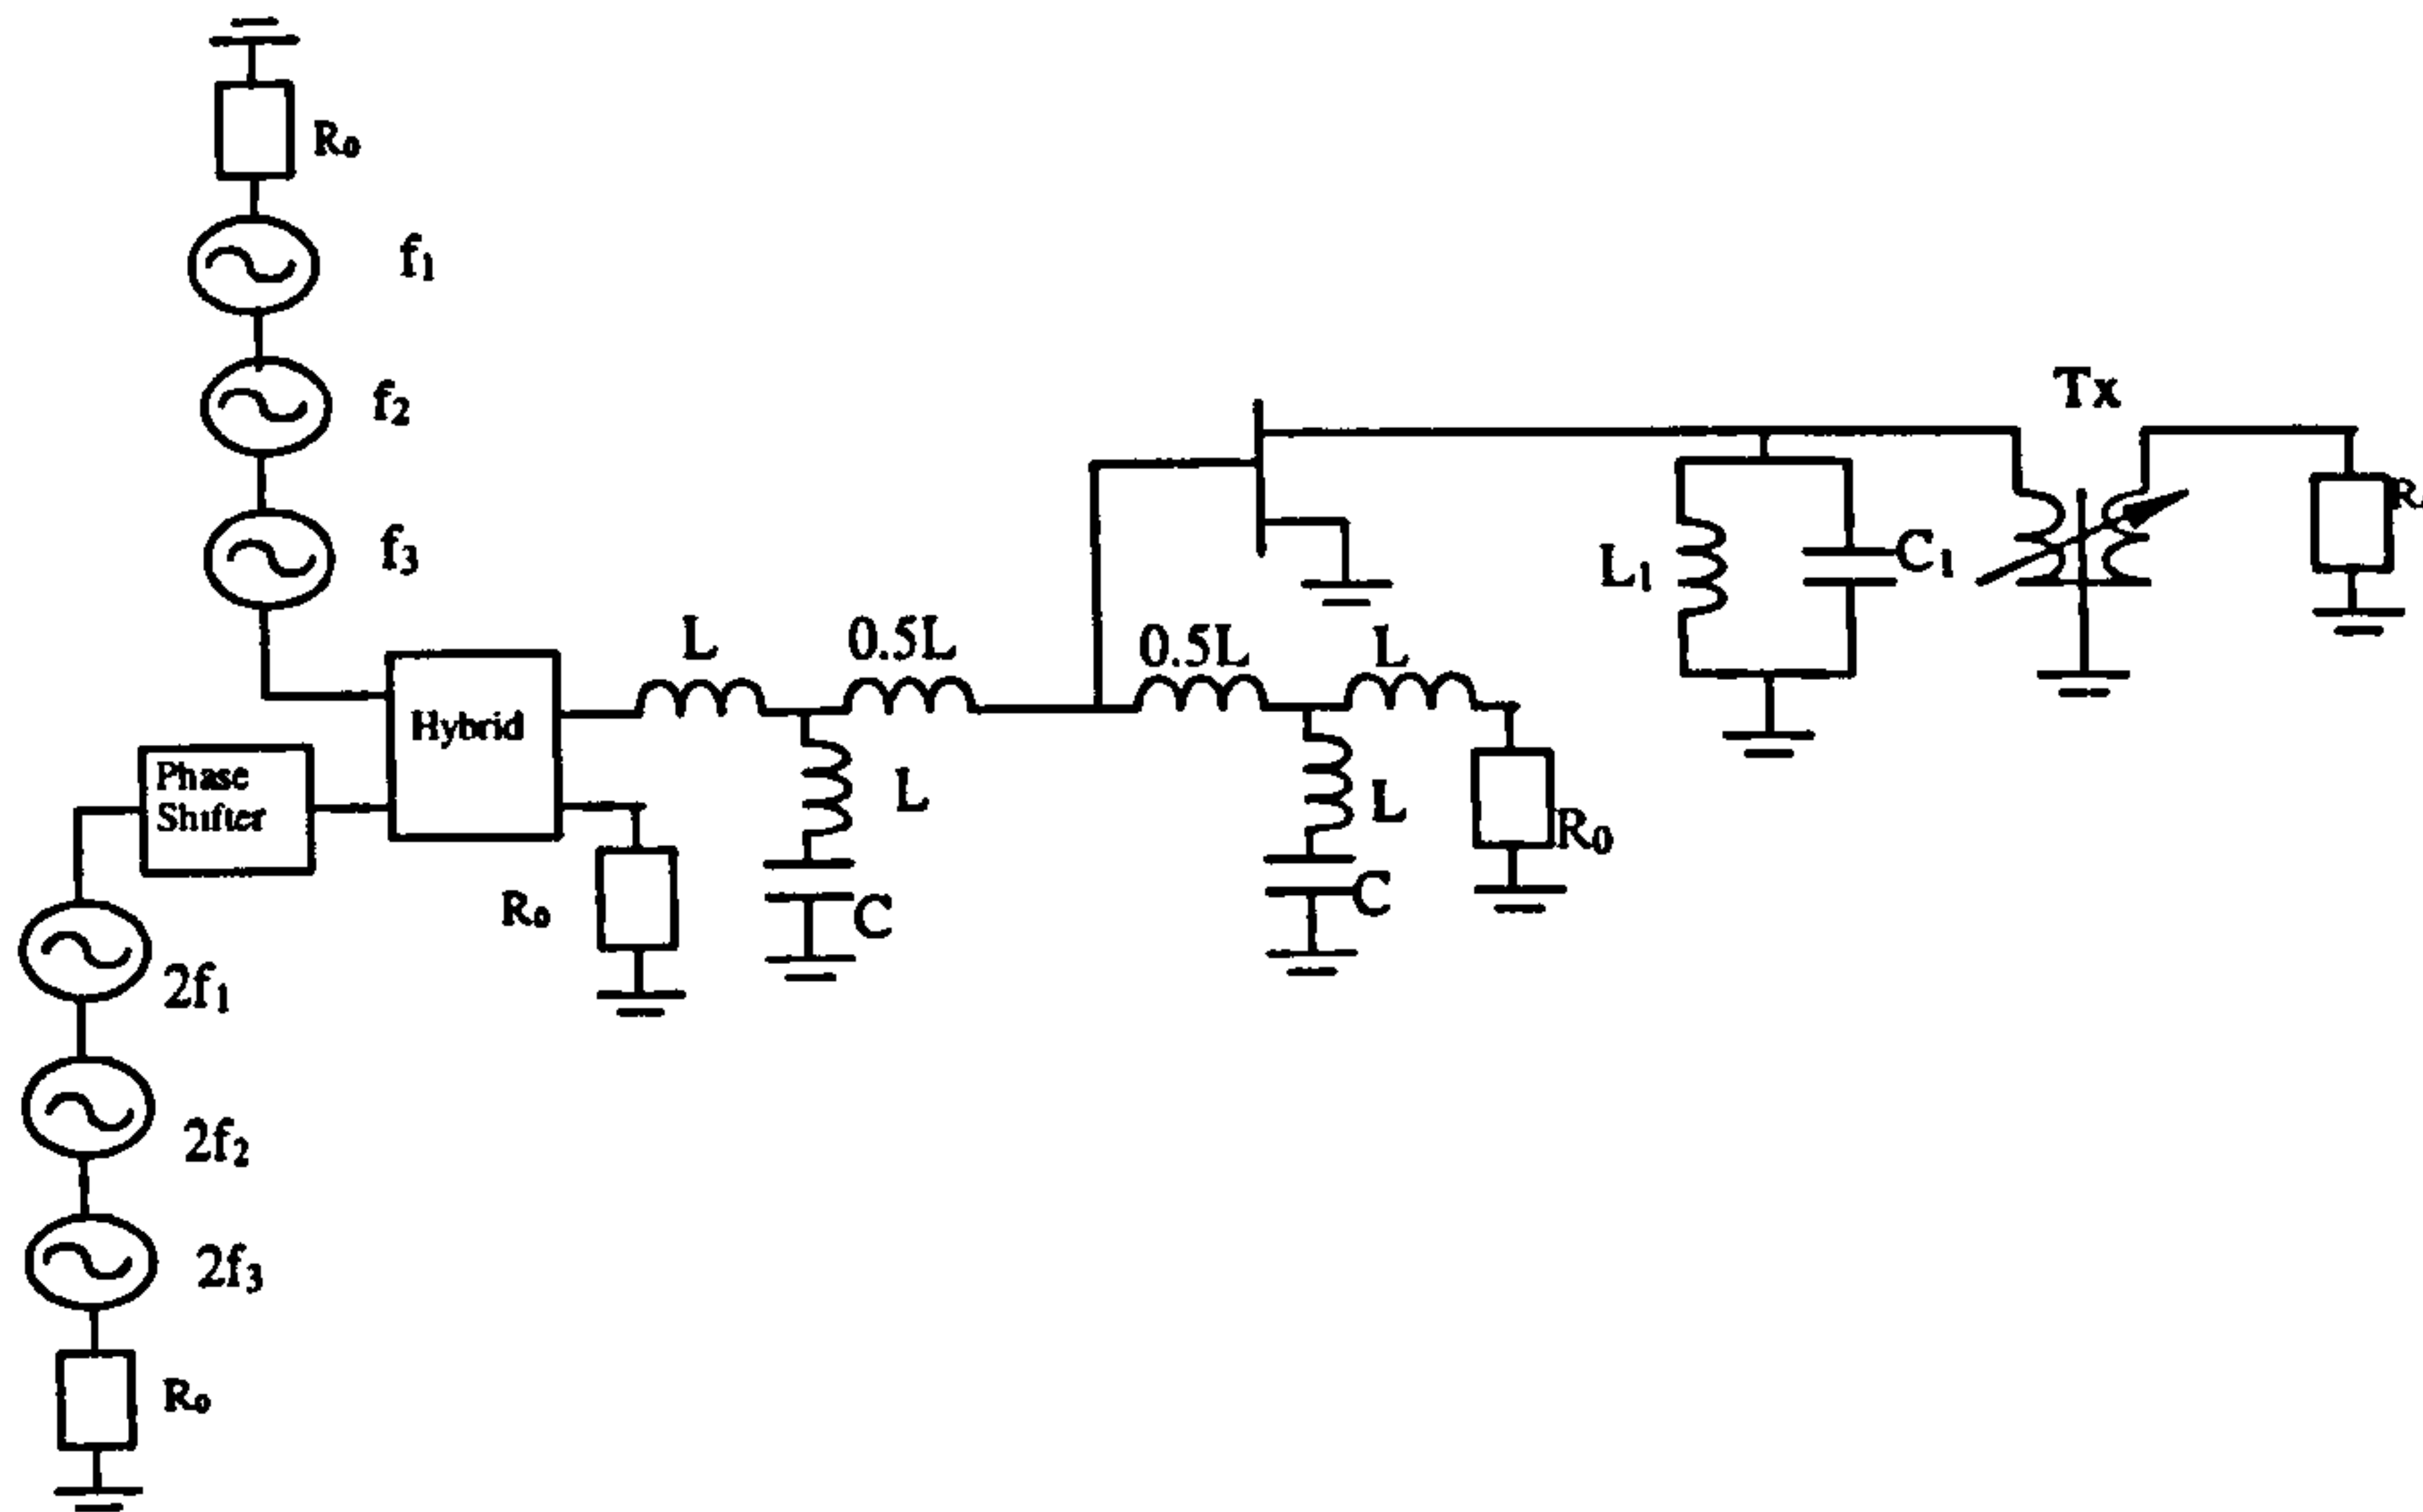 R₀
f₁
f₂
Tx
f₃
L₁
C₁
L
0.5L
0.5L
L
Hybrid
Phase
Shifter
L
L
R₀
R₀
C
C
2f₁
2f₂
2f₃
R₀